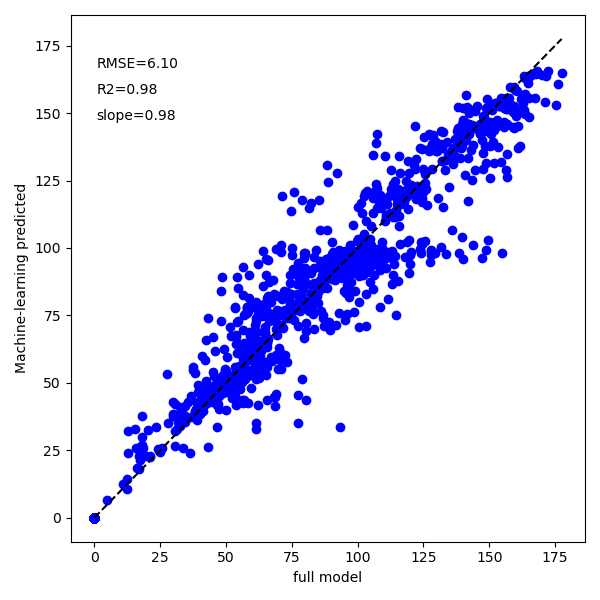 RMSE=6.10
R2=0.98
slope=0.98
Machine-learning predicted
175
150
125
100
75
50
25
0
0 25 50 75 100 125 150 175
full model